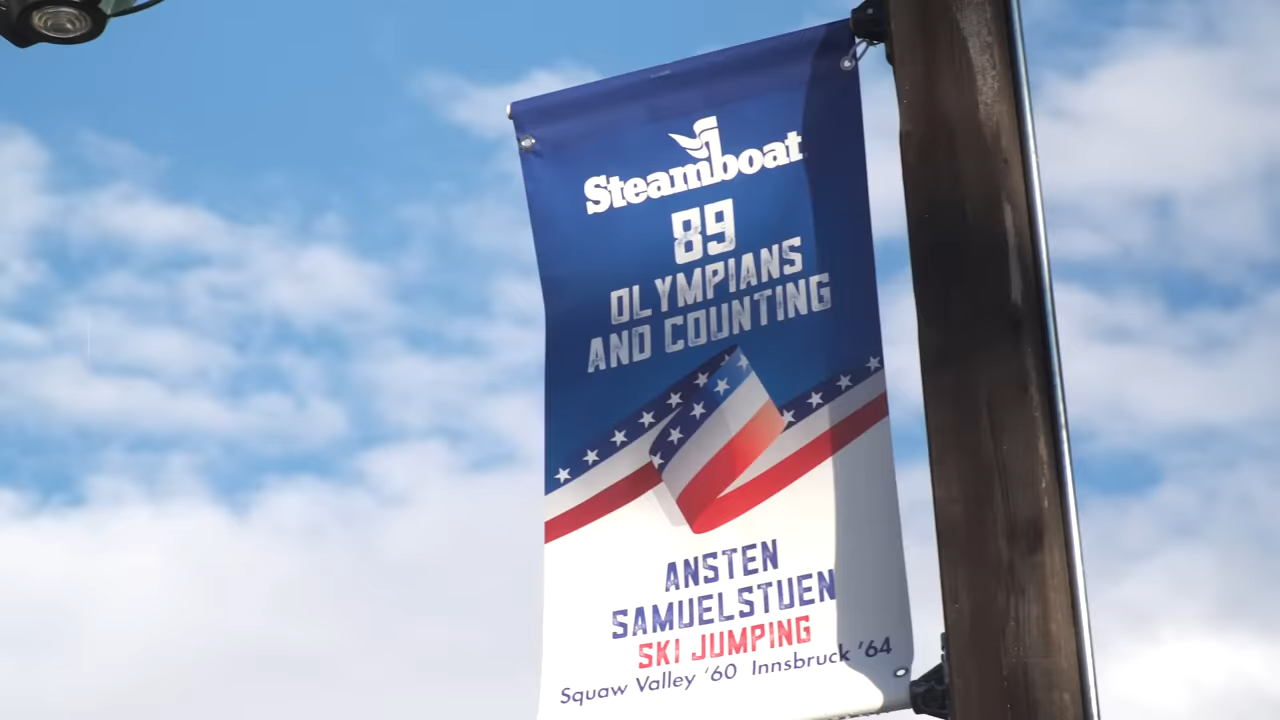 Steamboat
89
OLYMPIANS
AND COUNTING
ANSTEN
SAMUELSTUEN
SKI JUMPING
Squaw Valley '60 Innsbruck '64